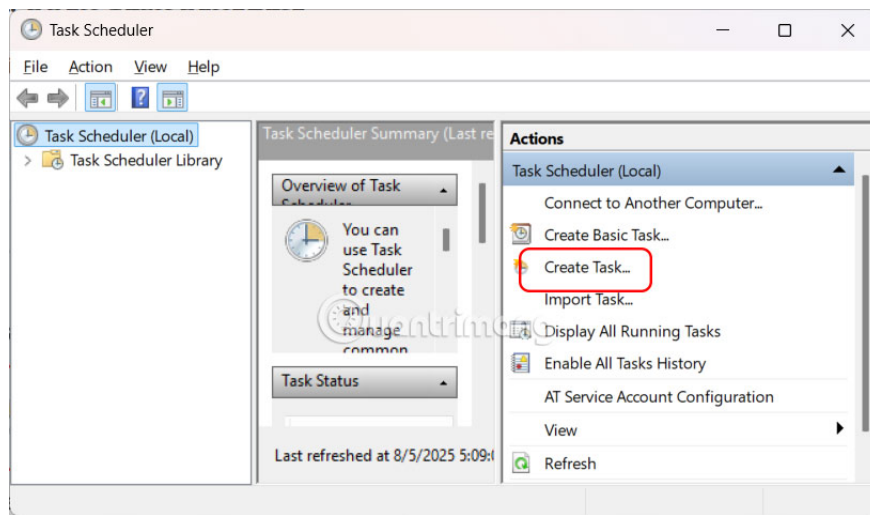 Task Scheduler
File Action View Help
Task Scheduler (Local)
Task Scheduler Library
Task Scheduler Summary (Last re
Overview of Task
Scheduler
You can
use Task
Scheduler
to create
and
manage
common
Task Status
Last refreshed at 8/5/2025 5:09:
Actions
Task Scheduler (Local)
Connect to Another Computer...
Create Basic Task...
Create Task...
Import Task...
Display All Running Tasks
Enable All Tasks History
AT Service Account Configuration
View
Refresh
Quantrimang